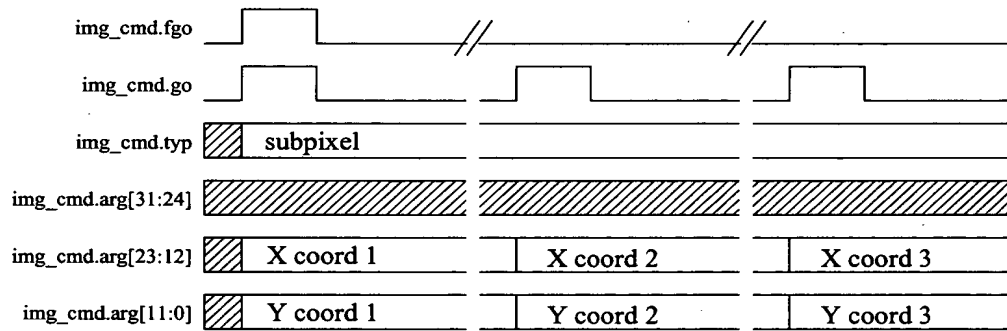 img_cmd.fgo
img_cmd.go
img_cmd.typ subpixel
img_cmd.arg[31:24]
img_cmd.arg[23:12] X coord 1 X coord 2 X coord 3
img_cmd.arg[11:0] Y coord 1 Y coord 2 Y coord 3